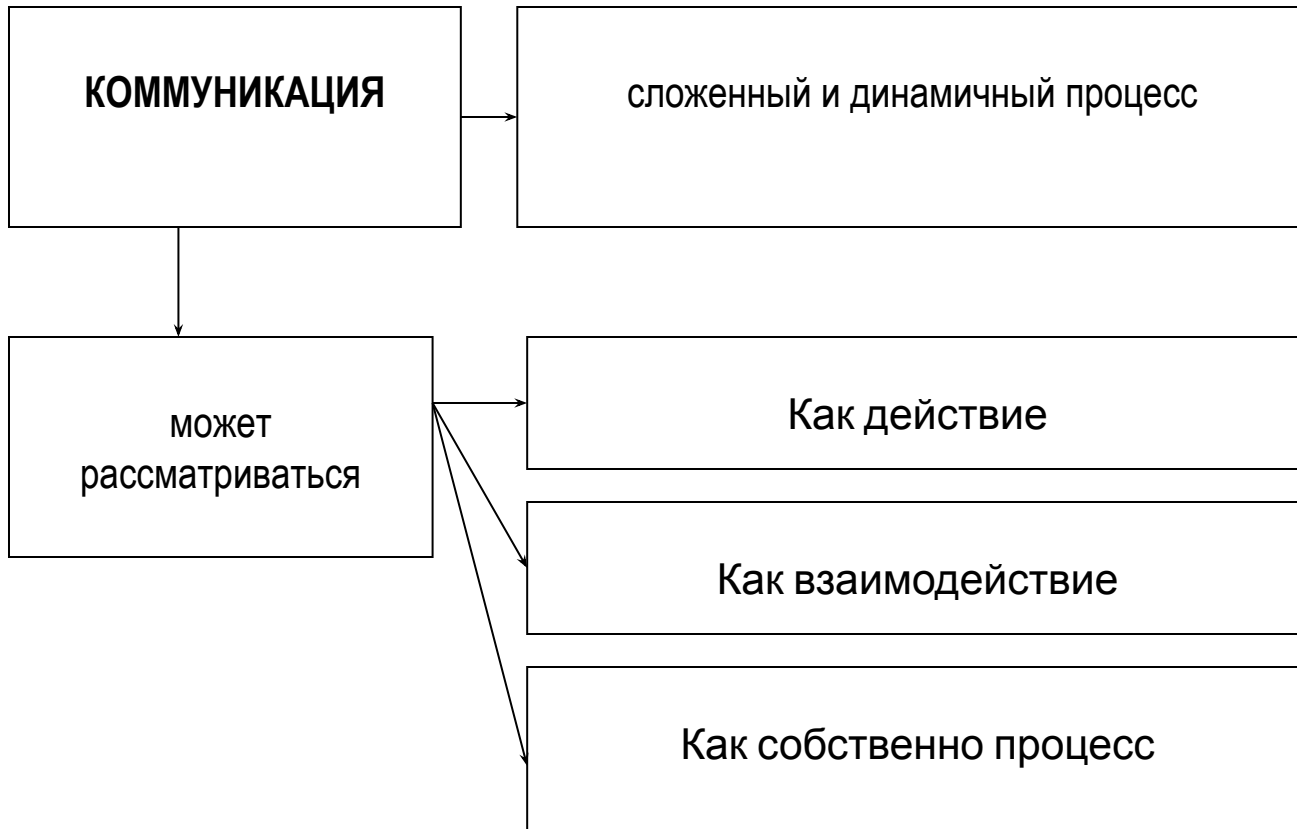 КОММУНИКАЦИЯ
сложенный и динамичный процесс
может
рассматриваться
Как действие
Как взаимодействие
Как собственно процесс